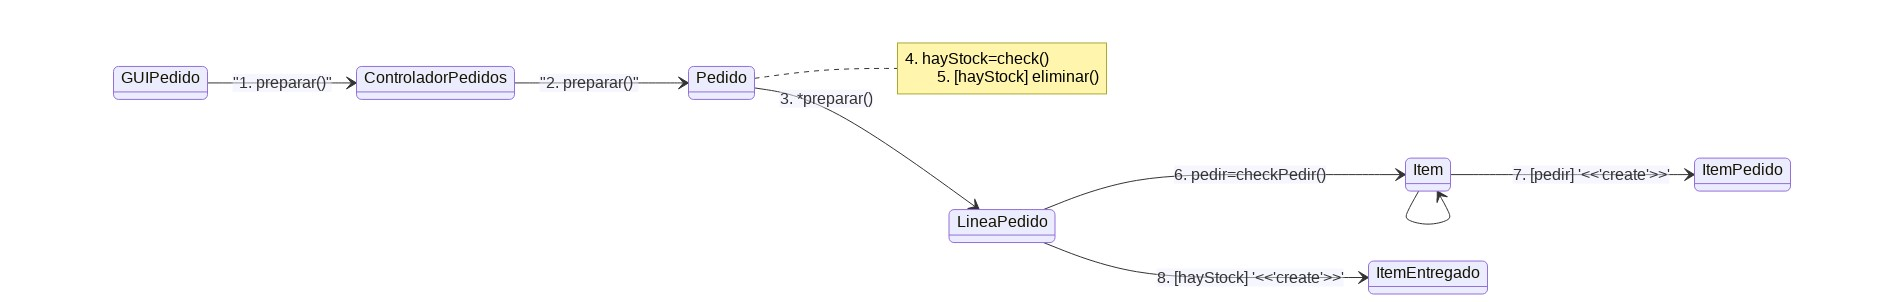 GUIPedido
"1. preparar()"
ControladorPedidos
"2. preparar()"
Pedido
4. hayStock=check()
5. [hayStock] eliminar()
3. *preparar()
LineaPedido
6. pedir=checkPedir()
Item
7. [pedir] '<<'create'>>'
ItemPedido
8. [hayStock] '<<'create'>>'
ItemEntregado